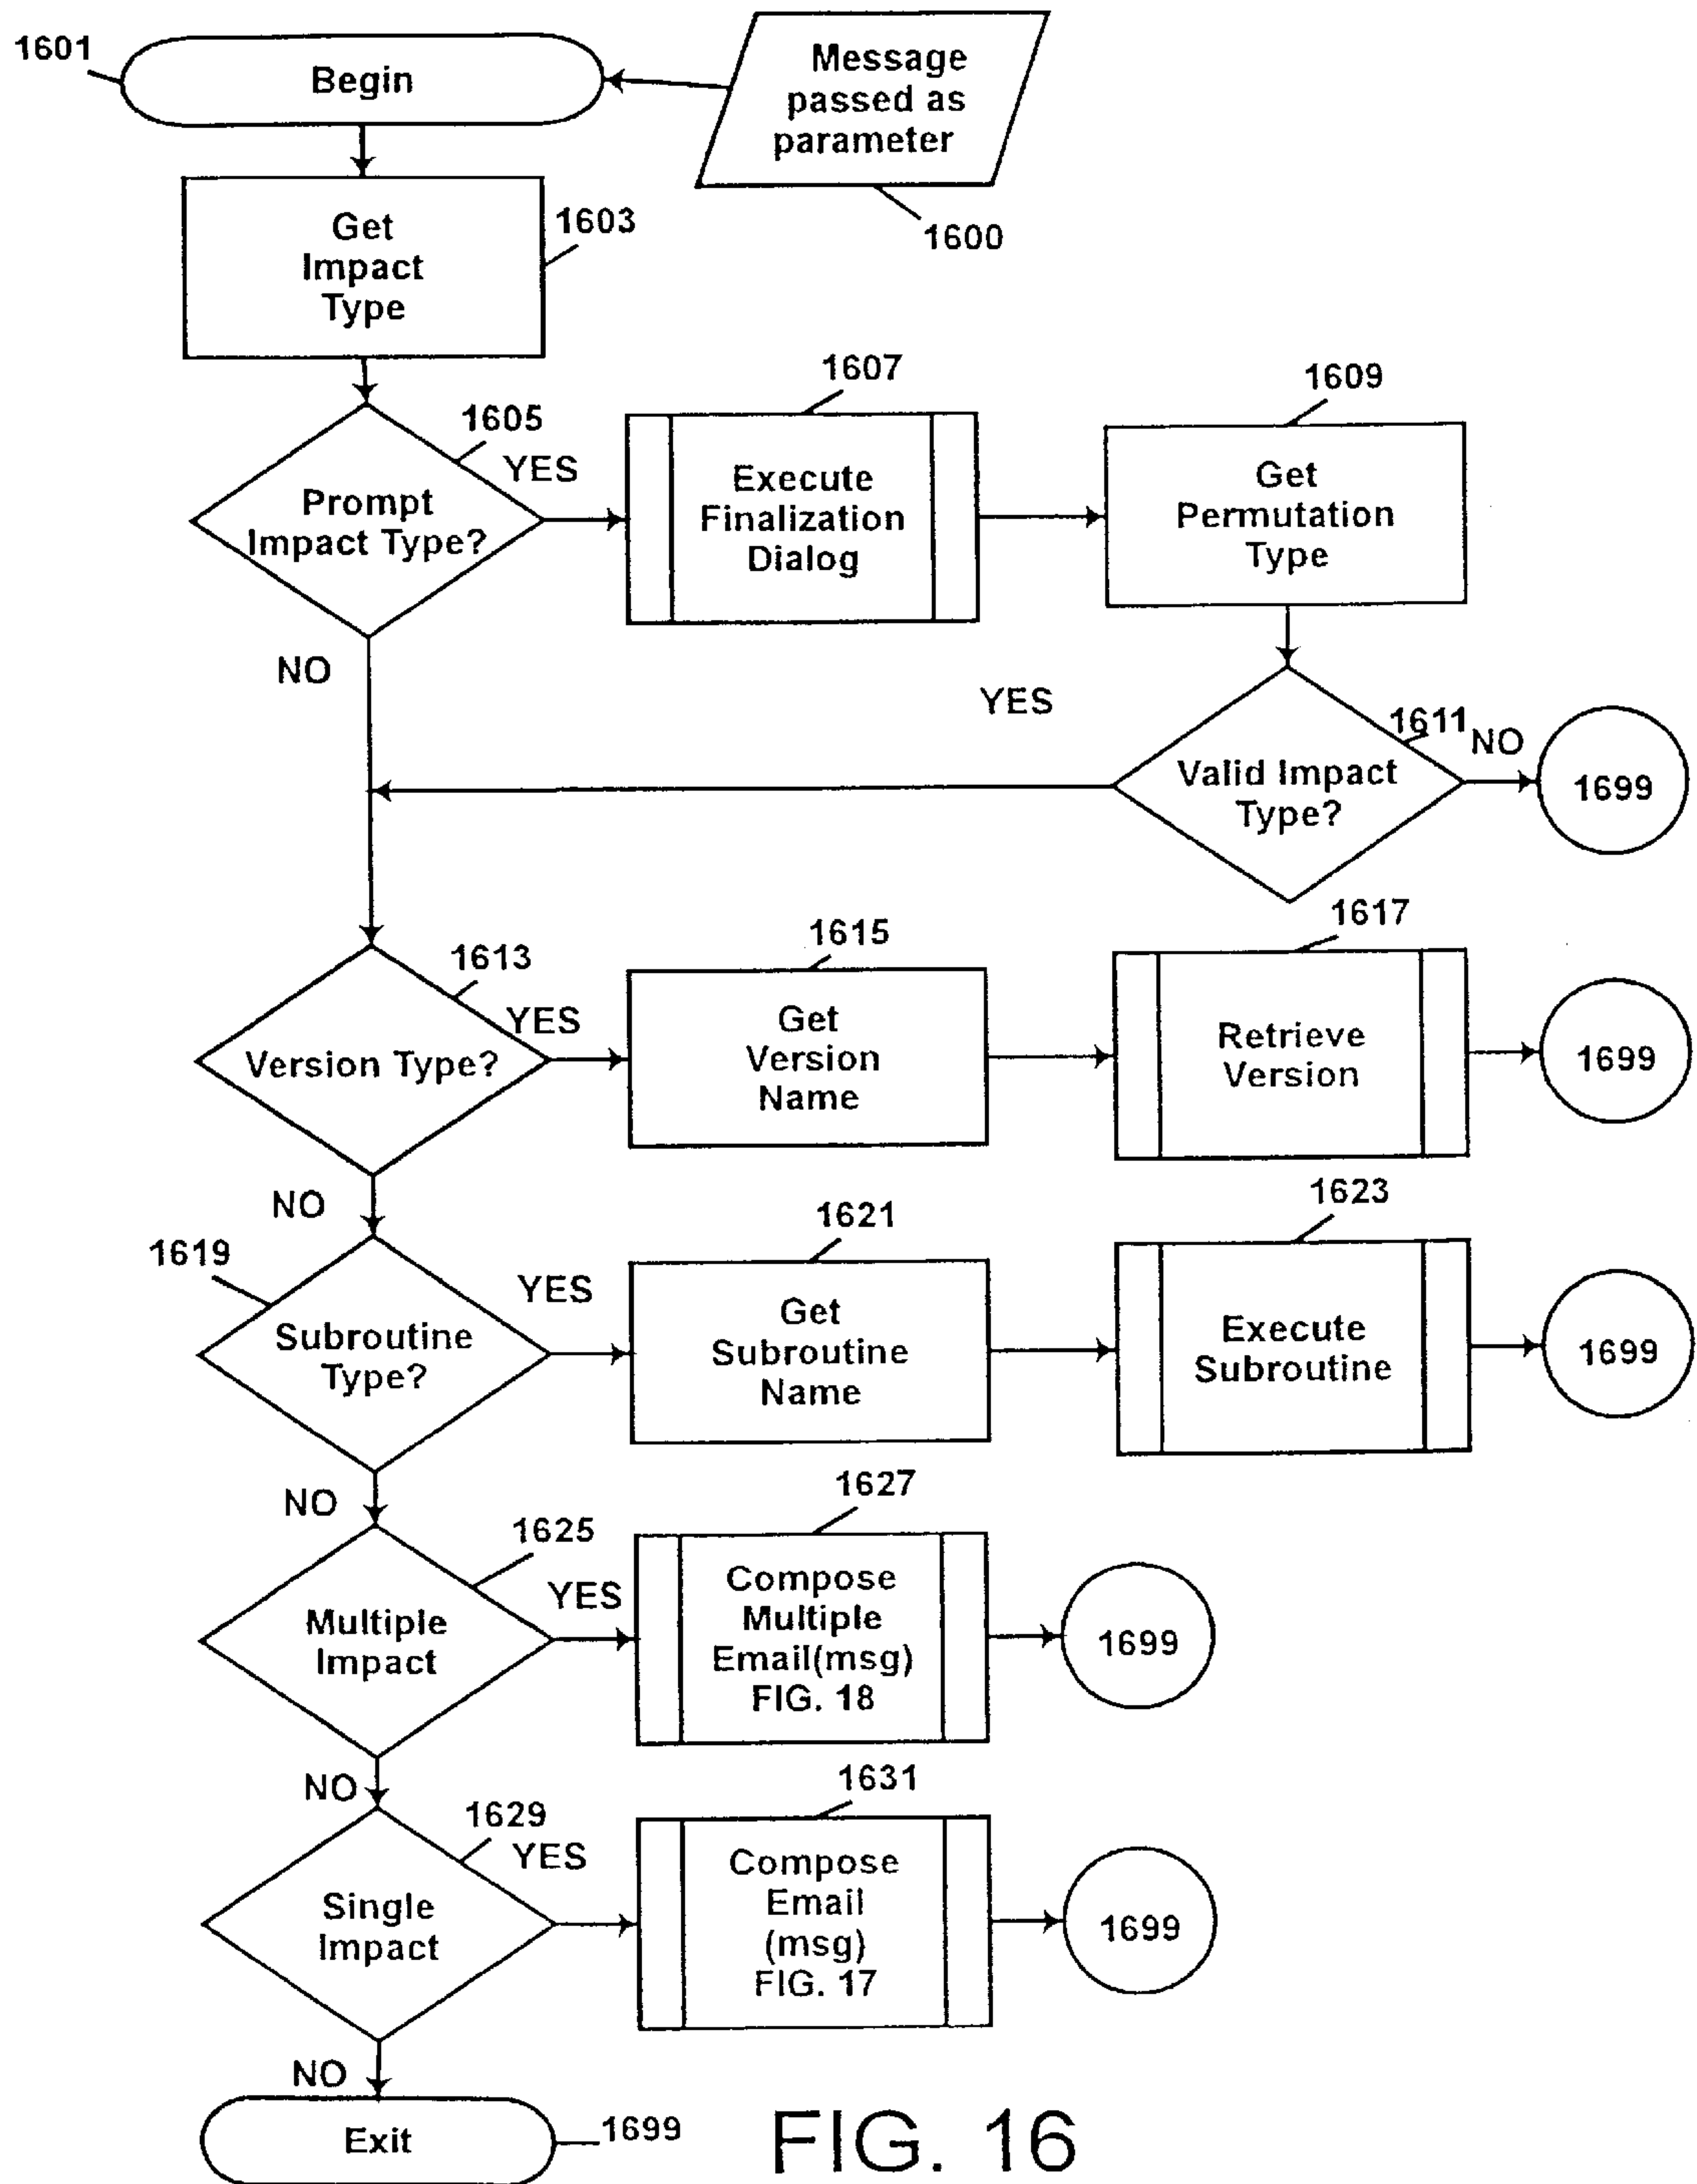 1601
Begin
Message
passed as
parameter
1600
Get
Impact
Type
1603
1605
Prompt
Impact Type?
YES
NO
1607
Execute
Finalization
Dialog
1609
Get
Permutation
Type
1611
Valid Impact
Type?
YES
NO
1699
1613
Version Type?
YES
NO
1615
Get
Version
Name
1617
Retrieve
Version
1699
1619
Subroutine
Type?
YES
NO
1621
Get
Subroutine
Name
1623
Execute
Subroutine
1699
1625
Multiple
Impact
YES
NO
1627
Compose
Multiple
Email(msg)
FIG. 18
1699
1629
Single
Impact
YES
NO
1631
Compose
Email
(msg)
FIG. 17
1699
Exit
1699
FIG. 16